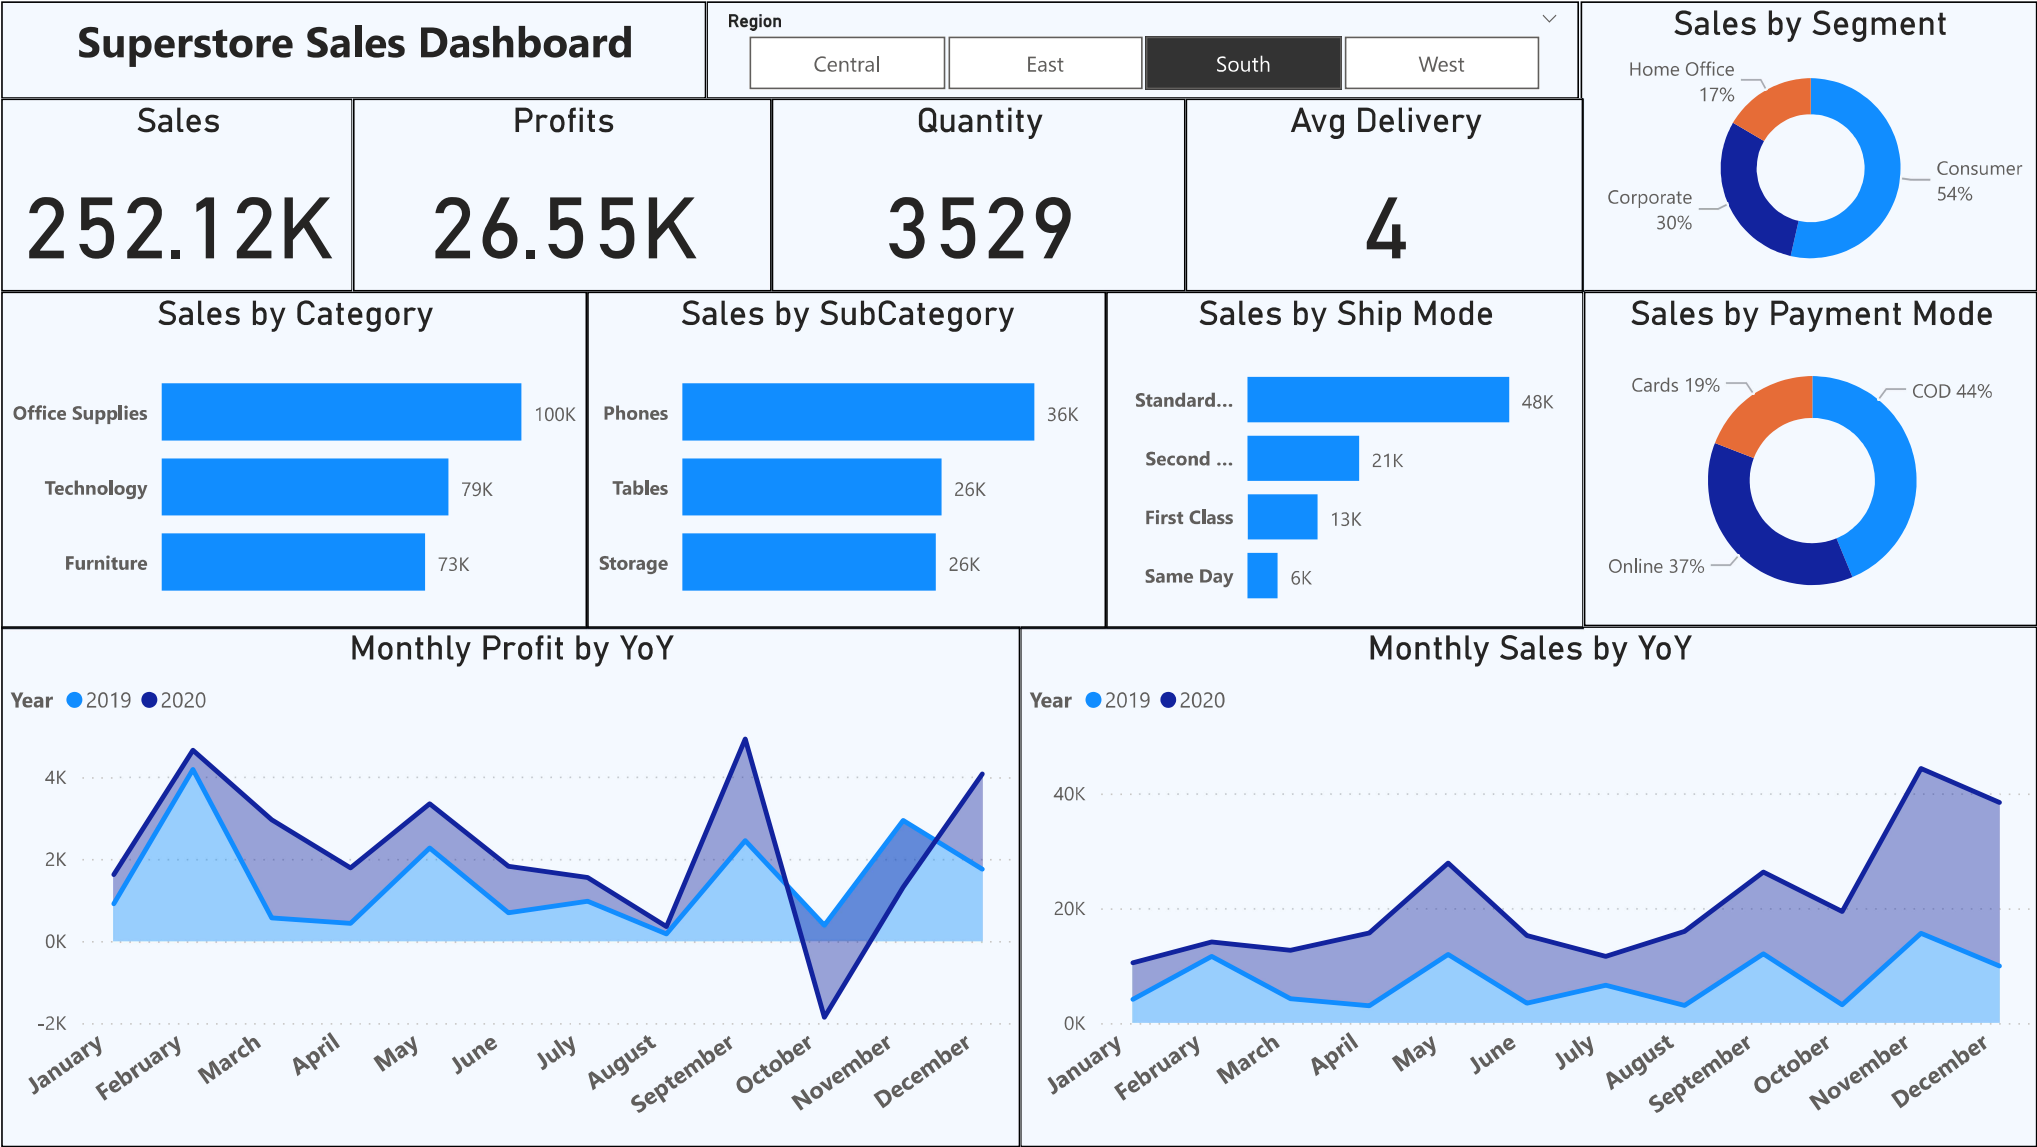 Superstore Sales Dashboard
Region
Central
East
South
West
Sales by Segment
Home Office
17%
Consumer
54%
Corporate
30%
Sales
252.12K
Profits
26.55K
Quantity
3529
Avg Delivery
4
Sales by Category
Office Supplies 100K
Technology 79K
Furniture 73K
Sales by SubCategory
Phones 36K
Tables 26K
Storage 26K
Sales by Ship Mode
Standard... 48K
Second ... 21K
First Class 13K
Same Day 6K
Sales by Payment Mode
Cards 19%
COD 44%
Online 37%
Monthly Profit by YoY
Year 2019 2020
4K
2K
0K
-2K
January
February
March
April
May
June
July
August
September
October
November
December
Monthly Sales by YoY
Year 2019 2020
40K
20K
0K
January
February
March
April
May
June
July
August
September
October
November
December